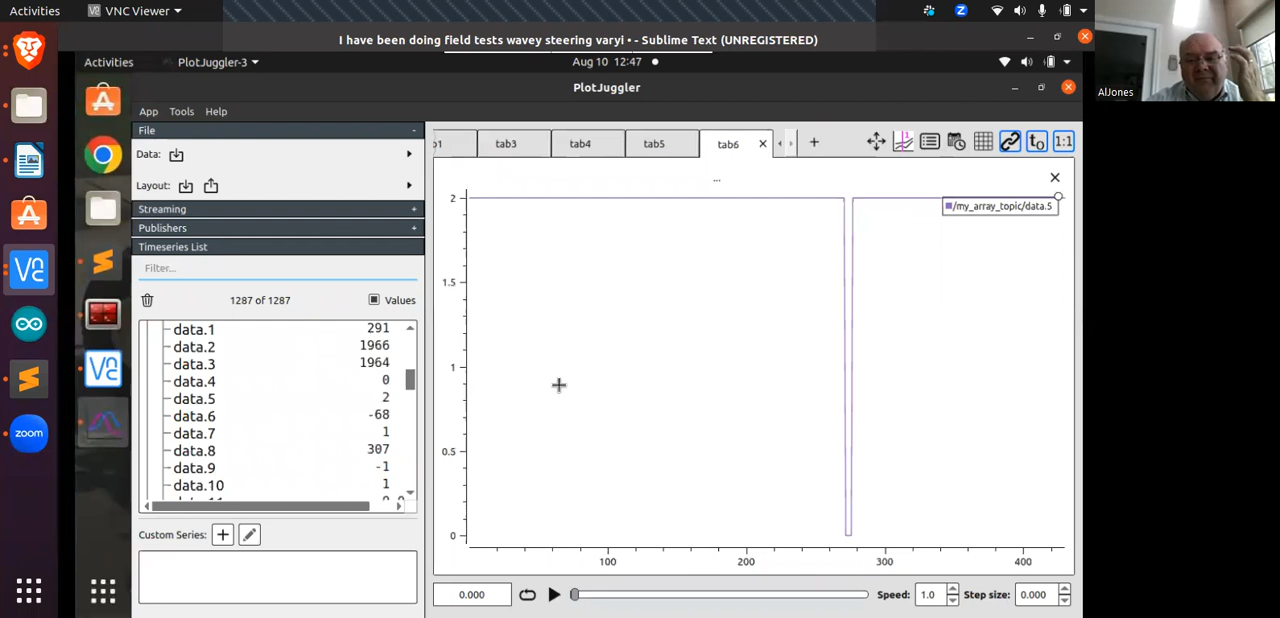 Activities VNC Viewer
I have been doing field tests wavey steering varyi • - Sublime Text (UNREGISTERED)
Activities PlotJuggler-3 Aug 10 12:47
PlotJuggler
App Tools Help
File -
Data:
Layout:
Streaming +
Publishers +
Timeseries List
Filter...
1287 of 1287 Values
data.1 291
data.2 1966
data.3 1964
data.4 0
data.5 2
data.6 -68
data.7 1
data.8 307
data.9 -1
data.10 1
Custom Series:
tab3 tab4 tab5 tab6 +
t0 1:1
...
/my_array_topic/data.5
2
1.5
1
0.5
0
100 200 300 400
0.000 Speed: 1.0 Step size: 0.000
zoom
AlJones